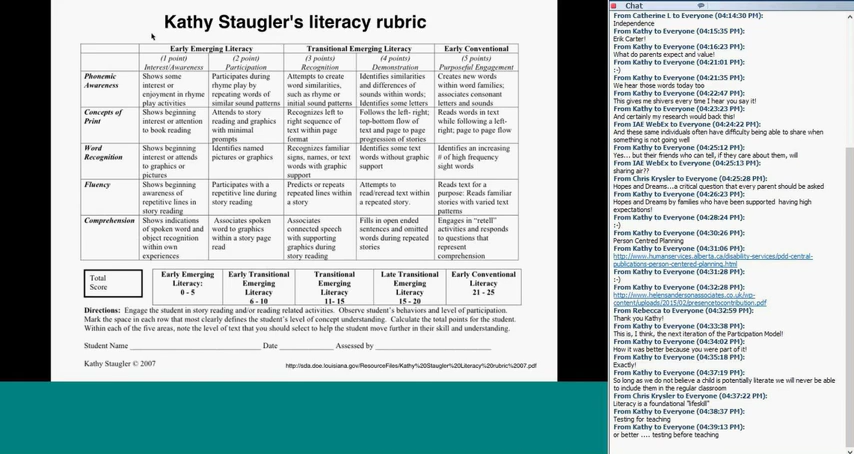 Kathy Staugler's literacy rubric
Early Emerging Literacy
Transitional Emerging Literacy
Early Conventional
(1 point)
Interest/Awareness
(2 point)
Participation
(3 points)
Recognition
(4 points)
Demonstration
(5 points)
Purposeful Engagement
Phonemic
Awareness
Shows some
interest or
enjoyment in rhyme
play activities
Participates during
rhyme play by
repeating words of
similar sound patterns
Attempts to create
word similarities,
such as rhyme or
initial sound patterns
Identifies similarities
and differences of
sounds within words;
Identifies some letters
Creates new words
within word families;
associates consonant
letters and sounds
Concepts of
Print
Shows beginning
interest or attention
to book reading
Attends to story
reading and graphics
with minimal
prompts
Recognizes left to
right sequence of
text within page
format
Follows the left- right;
top-bottom flow of
text and page to page
progression of stories
Reads words in text
while following a left-
right; page to page flow
Word
Recognition
Shows beginning
interest or attends
to graphics or
pictures
Identifies named
pictures or graphics
Recognizes familiar
signs, names, or text
words with graphic
support
Identifies some text
words without graphic
support
Identifies an increasing
# of high frequency
sight words
Fluency
Shows beginning
awareness of
repetitive lines in
story reading
Participates with a
repetitive line during
story reading
Predicts or repeats
repeated lines within
a story
Attempts to
read/reread text within
a repeated story.
Reads text for a
purpose: Reads familiar
stories with varied text
patterns
Comprehension
Shows indications
of spoken word and
object recognition
within own
experiences
Associates spoken
word to graphics
within a story page
read
Associates
connected speech
with supporting
graphics during
story reading
Fills in open ended
sentences and omitted
words during repeated
stories
Engages in "retell"
activities and responds
to questions that
represent
comprehension
Total
Score
Early Emerging
Literacy:
0 - 5
Early Transitional
Emerging
Literacy
6 - 10
Transitional
Emerging
Literacy
11- 15
Late Transitional
Emerging
Literacy
15 - 20
Early Conventional
Literacy
21 - 25
Directions: Engage the student in story reading and/or reading related activities. Observe student's behaviors and level of participation.
Mark the space in each row that most clearly defines the student's level of concept understanding. Calculate the total points for the student.
Within each of the five areas, note the level of text that you should select to help the student move further in their skill and understanding.
Student Name Date Assessed by
Kathy Staugler © 2007
http://sda.doe.louisiana.gov/ResourceFiles/Kathy%20Staugler%20Literacy%20rubric%2007.pdf
Chat
From Catherine L to Everyone (04:14:30 PM):
Independence
From Kathy to Everyone (04:15:35 PM):
Erik Carter!
From Kathy to Everyone (04:16:23 PM):
What do parents expect and value!
From Kathy to Everyone (04:21:01 PM):
:-)
From Kathy to Everyone (04:21:35 PM):
We hear those words today too
From Kathy to Everyone (04:22:47 PM):
This gives me shivers every time I hear you say it!
From Kathy to Everyone (04:23:23 PM):
And certainly my research would back this!
From IAE WebEx to Everyone (04:24:22 PM):
And these same individuals often have difficulty being able to share when
something is not going well
From Kathy to Everyone (04:25:12 PM):
Yes... but their friends who can tell, if they care about them, will
From IAE WebEx to Everyone (04:25:13 PM):
sharing air??
From Chris Krysler to Everyone (04:25:28 PM):
Hopes and Dreams...a critical question that every parent should be asked
From Kathy to Everyone (04:26:23 PM):
Hopes and Dreams by families who have been supported having high
expectations!
From Kathy to Everyone (04:28:24 PM):
:-)
From Kathy to Everyone (04:30:26 PM):
Person Centred Planning
From Kathy to Everyone (04:31:06 PM):
http://www.humanservices.alberta.ca/disability-services/pdd-central-
publications-person-centered-planning.html
From Kathy to Everyone (04:31:28 PM):
:-)
From Kathy to Everyone (04:32:28 PM):
http://www.helensandersonassociates.co.uk/wp-
content/uploads/2015/02/presencetocontribution.pdf
From Rebecca to Everyone (04:32:59 PM):
Thank you Kathy!
From Kathy to Everyone (04:33:38 PM):
This is, I think, the next iteration of the Participation Model!
From Kathy to Everyone (04:34:02 PM):
How it was better because you were part of it!
From Kathy to Everyone (04:35:18 PM):
Exactly!
From Kathy to Everyone (04:37:19 PM):
So long as we do not believe a child is potentially literate we will never be able
to include them in the regular classroom
From Chris Krysler to Everyone (04:37:22 PM):
Literacy is a foundational "lifeskill"
From Kathy to Everyone (04:38:37 PM):
Testing for teaching
From Kathy to Everyone (04:39:13 PM):
or better .... testing before teaching